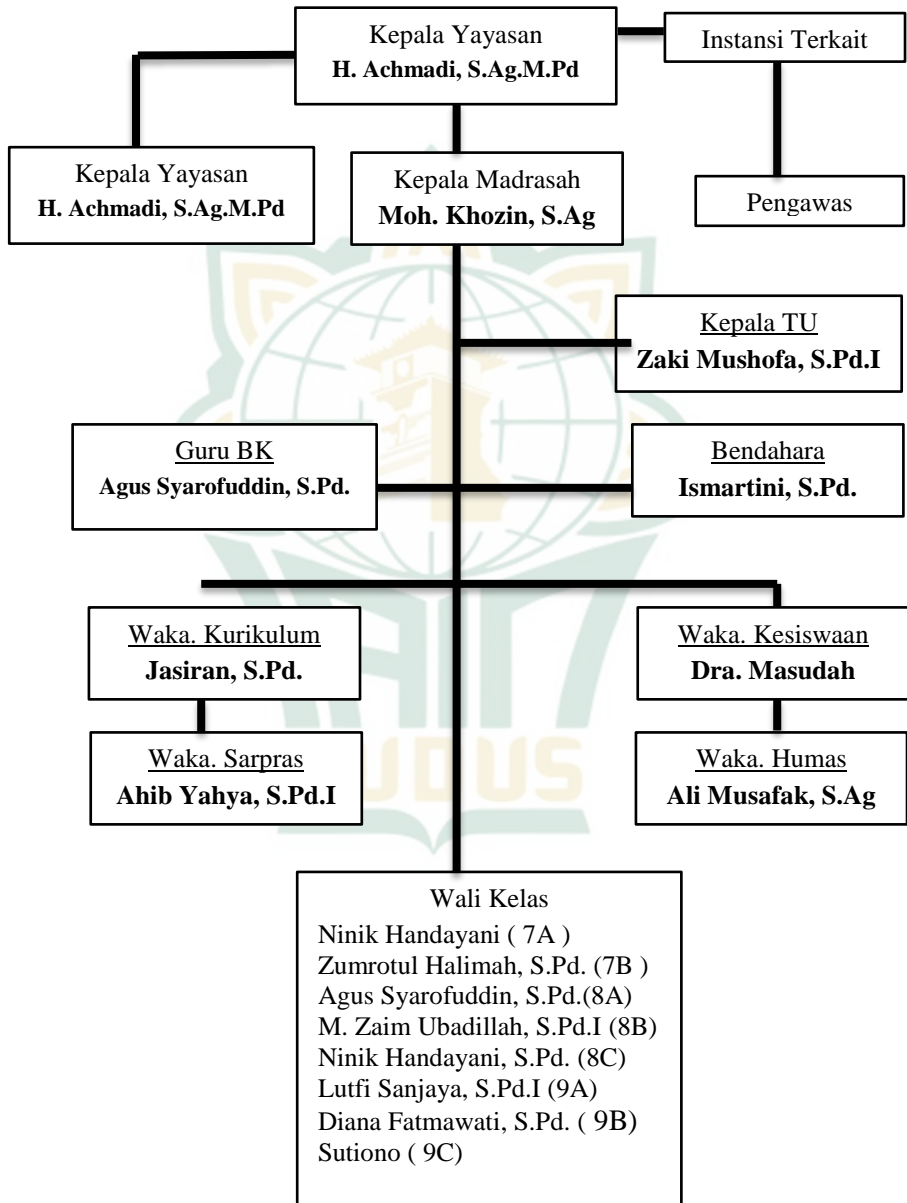 Kepala Yayasan
H. Achmadi, S.Ag.M.Pd
Instansi Terkait
Kepala Yayasan
H. Achmadi, S.Ag.M.Pd
Kepala Madrasah
Moh. Khozin, S.Ag
Pengawas
Kepala TU
Zaki Mushofa, S.Pd.I
Guru BK
Agus Syarofuddin, S.Pd.
Bendahara
Ismartini, S.Pd.
Waka. Kurikulum
Jasiran, S.Pd.
Waka. Kesiswaan
Dra. Masudah
Waka. Sarpras
Ahib Yahya, S.Pd.I
Waka. Humas
Ali Musafak, S.Ag
Wali Kelas
Ninik Handayani ( 7A )
Zumrotul Halimah, S.Pd. (7B )
Agus Syarofuddin, S.Pd.(8A)
M. Zaim Ubadillah, S.Pd.I (8B)
Ninik Handayani, S.Pd. (8C)
Lutfi Sanjaya, S.Pd.I (9A)
Diana Fatmawati, S.Pd. ( 9B)
Sutiono ( 9C)